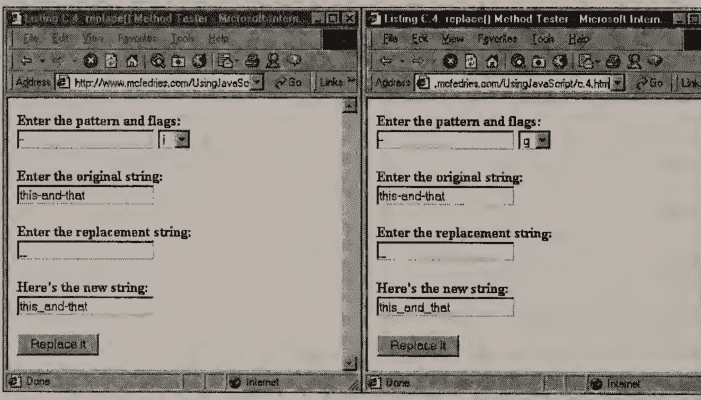 Listing C.4. replace() Method Tester - Microsoft Intern...
File Edit View Favorites Tools Help
Address http://www.mcfedries.com/UsingJavaSc Go Links »
Enter the pattern and flags:
- i
Enter the original string:
this-and-that
Enter the replacement string:
_
Here's the new string:
this_and-that
Replace It
Done Internet
Listing C.4. replace() Method Tester - Microsoft Intern...
File Edit View Favorites Tools Help
Address .mcfedries.com/UsingJavaScript/c.4.htm Go Link
Enter the pattern and flags:
- g
Enter the original string:
this-and-that
Enter the replacement string:
_
Here's the new string:
this_and_that
Replace It
Done Internet